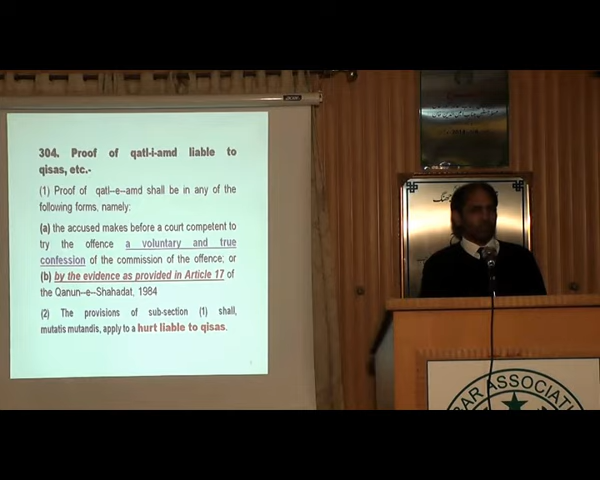 304. Proof of qatl-i-amd liable to
qisas, etc.-
(1) Proof of qatl--e--amd shall be in any of the
following forms, namely:
(a) the accused makes before a court competent to
try the offence a voluntary and true
confession of the commission of the offence; or
(b) by the evidence as provided in Article 17 of
the Qanun--e--Shahadat, 1984
(2) The provisions of sub-section (1) shall,
mutatis mutandis, apply to a hurt liable to qisas.
BAR ASSOCIATION